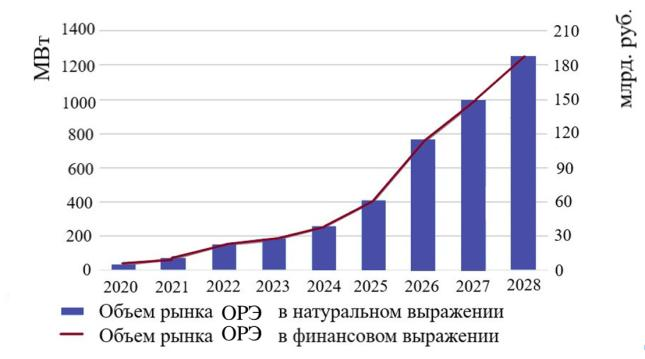 МВт
млрд. руб.
1400 210
1200 180
1000 150
800 120
600 90
400 60
200 30
0 0
2020 2021 2022 2023 2024 2025 2026 2027 2028
Объем рынка ОРЭ в натуральном выражении
Объем рынка ОРЭ в финансовом выражении